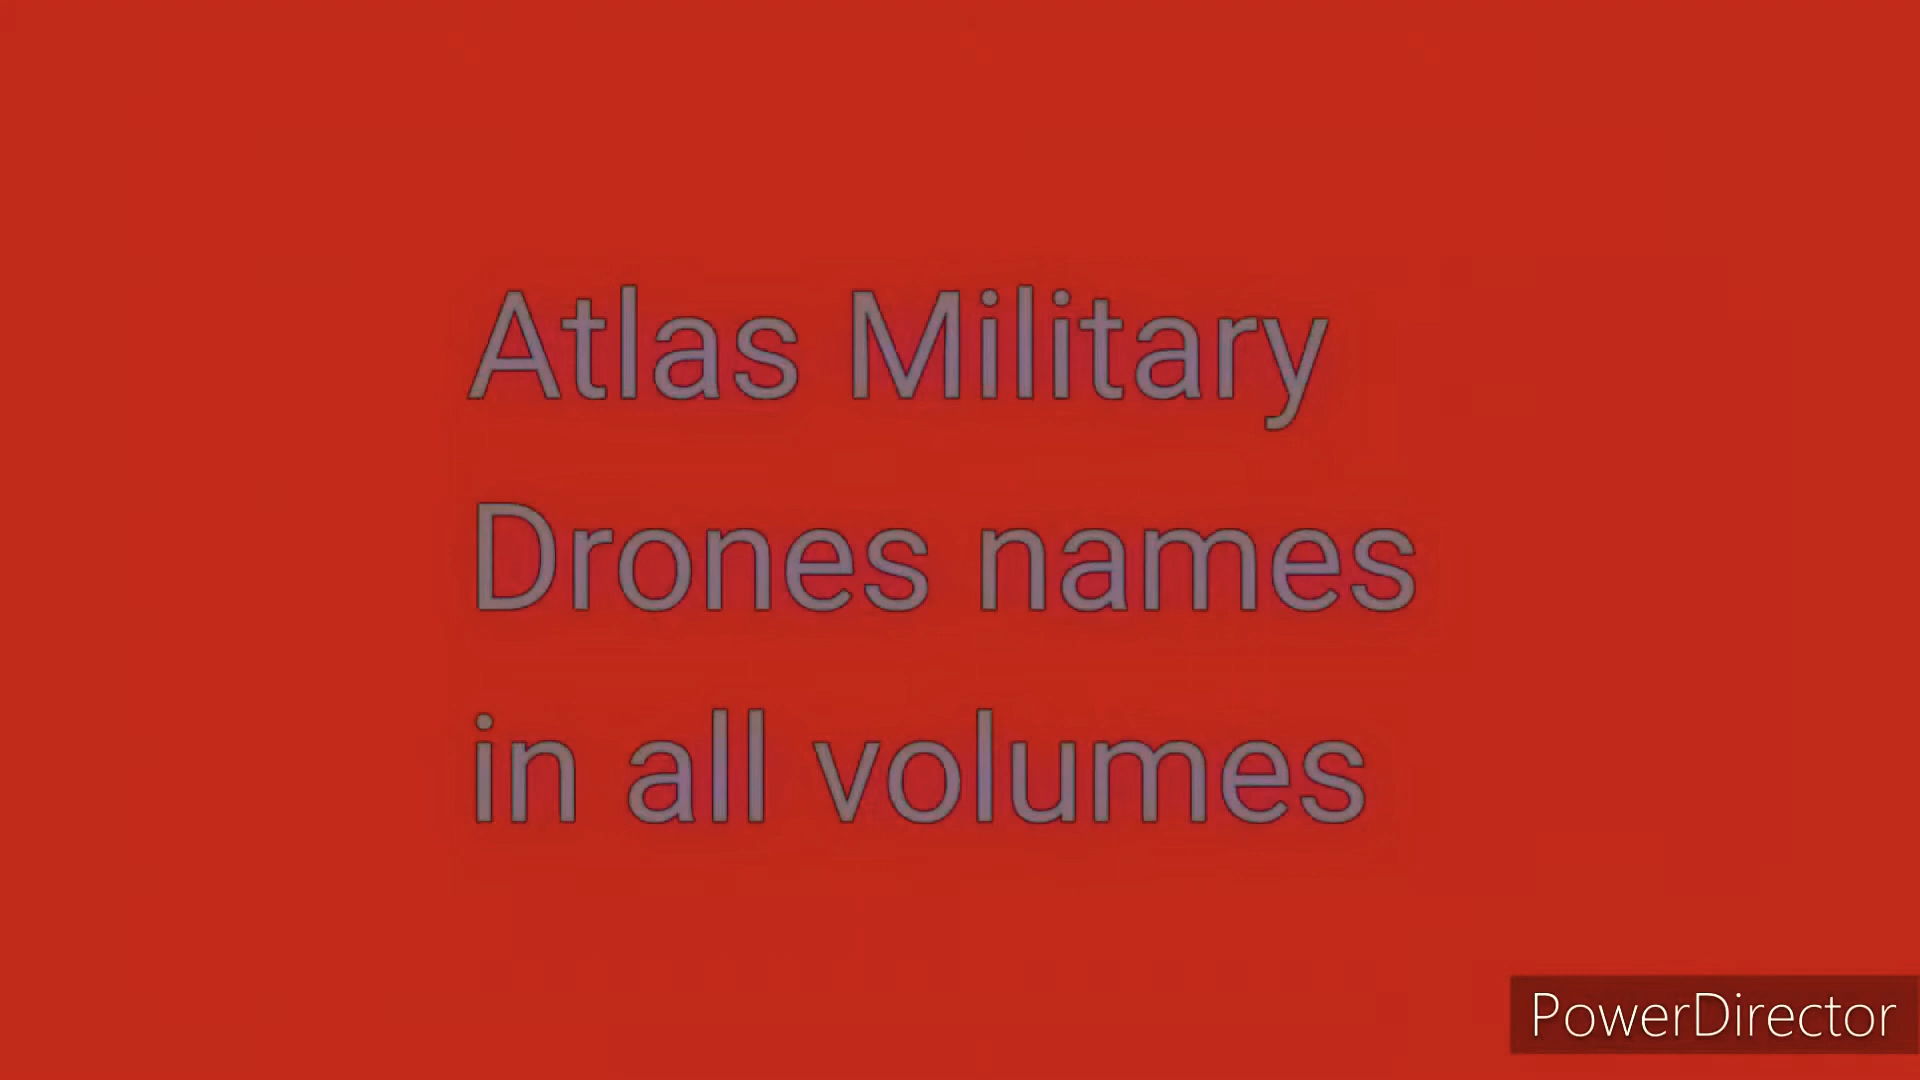 Atlas Military
Drones names
in all volumes
PowerDirector